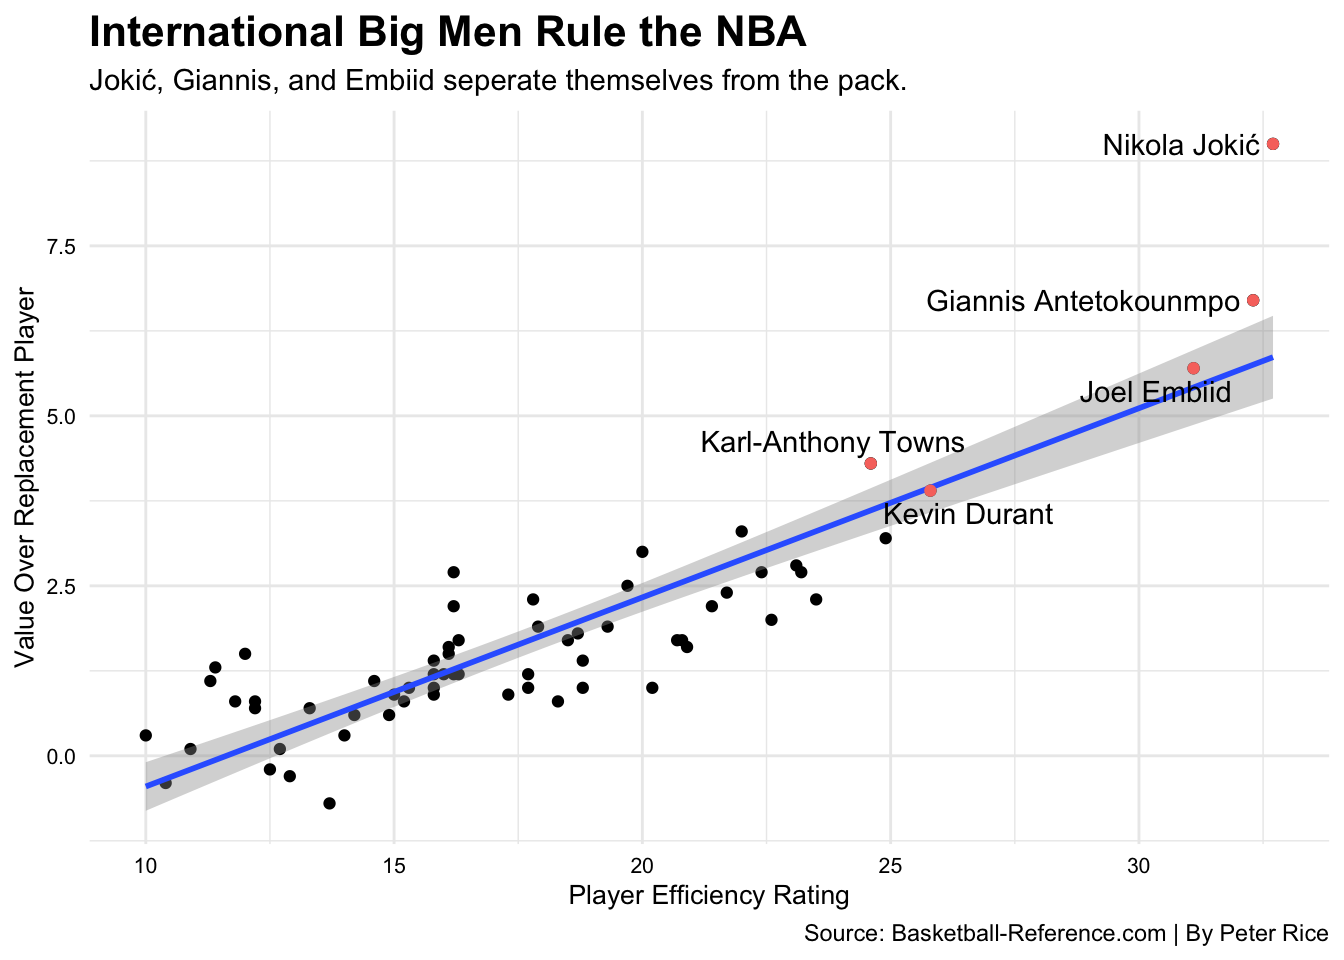 International Big Men Rule the NBA
Jokić, Giannis, and Embiid seperate themselves from the pack.
Nikola Jokić
7.5
Giannis Antetokounmpo
Joel Embiid
5.0
Karl-Anthony Towns
Kevin Durant
Value Over Replacement Player
2.5
0.0
10 15 20 25 30
Player Efficiency Rating
Source: Basketball-Reference.com | By Peter Rice